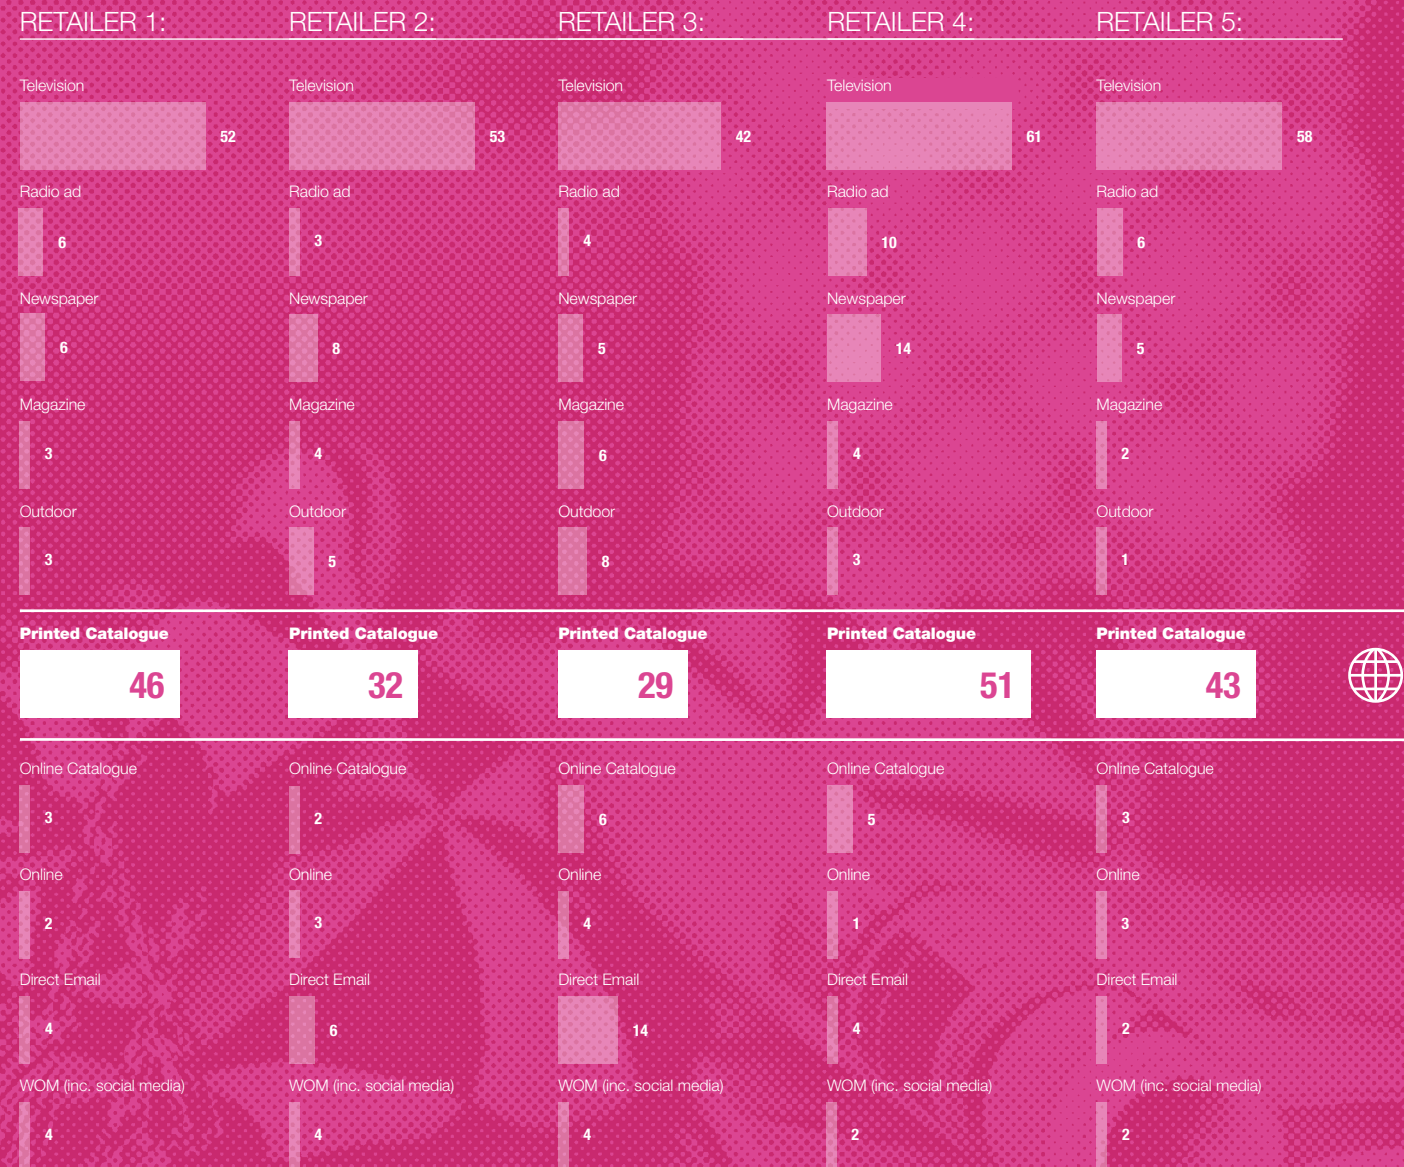 RETAILER 1: RETAILER 2: RETAILER 3: RETAILER 4: RETAILER 5:
Television Television Television Television Television
52 53 42 61 58
Radio ad Radio ad Radio ad Radio ad Radio ad
6 3 4 10 6
Newspaper Newspaper Newspaper Newspaper Newspaper
6 8 5 14 5
Magazine Magazine Magazine Magazine Magazine
3 4 6 4 2
Outdoor Outdoor Outdoor Outdoor Outdoor
3 5 8 3 1
Printed Catalogue Printed Catalogue Printed Catalogue Printed Catalogue Printed Catalogue
46 32 29 51 43
Online Catalogue Online Catalogue Online Catalogue Online Catalogue Online Catalogue
3 2 6 5 3
Online Online Online Online Online
2 3 4 1 3
Direct Email Direct Email Direct Email Direct Email Direct Email
4 6 14 4 2
WOM (inc. social media) WOM (inc. social media) WOM (inc. social media) WOM (inc. social media) WOM (inc. social media)
4 4 4 2 2